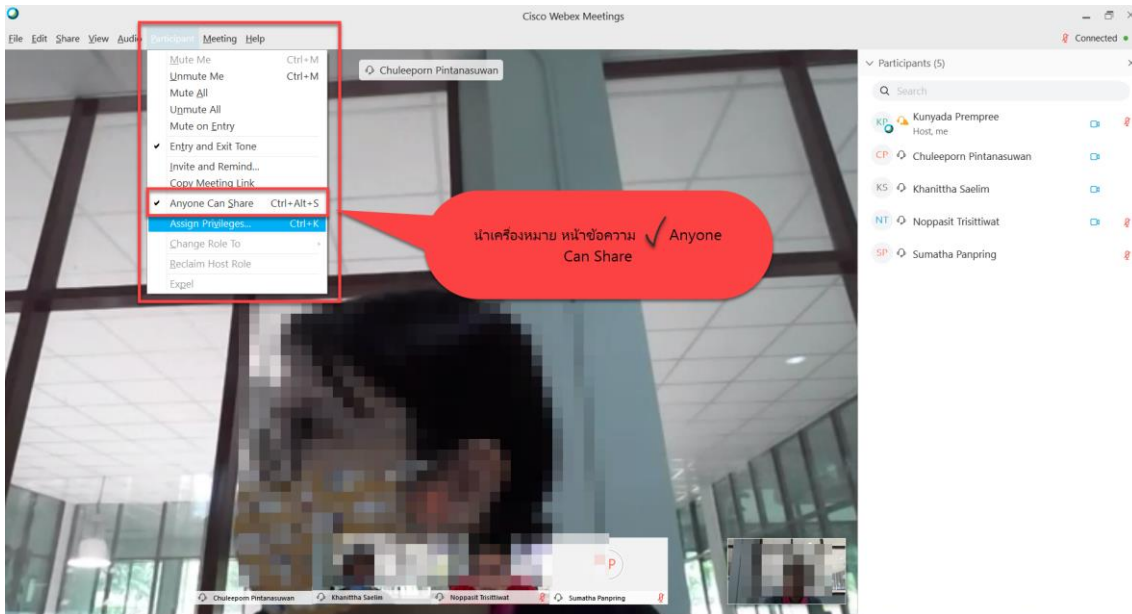 Cisco Webex Meetings
File Edit Share View Audio Participant Meeting Help
Connected
Mute Me Ctrl+M
Unmute Me Ctrl+M
Mute All
Unmute All
Mute on Entry
Entry and Exit Tone
Invite and Remind...
Copy Meeting Link
Anyone Can Share Ctrl+Alt+S
Assign Privileges... Ctrl+K
Change Role To
Reclaim Host Role
Expel
Chuleeporn Pintanasuwan
นำเครื่องหมาย หน้าข้อความ ✓ Anyone
Can Share
Participants (5)
Search
KP Kunyada Prempree
Host, me
CP Chuleeporn Pintanasuwan
KS Khanittha Saelim
NT Noppasit Trisittiwat
SP Sumatha Panpring
P
Chuleeporn Pintanasuwan Khanittha Saelim Noppasit Trisittiwat Sumatha Panpring